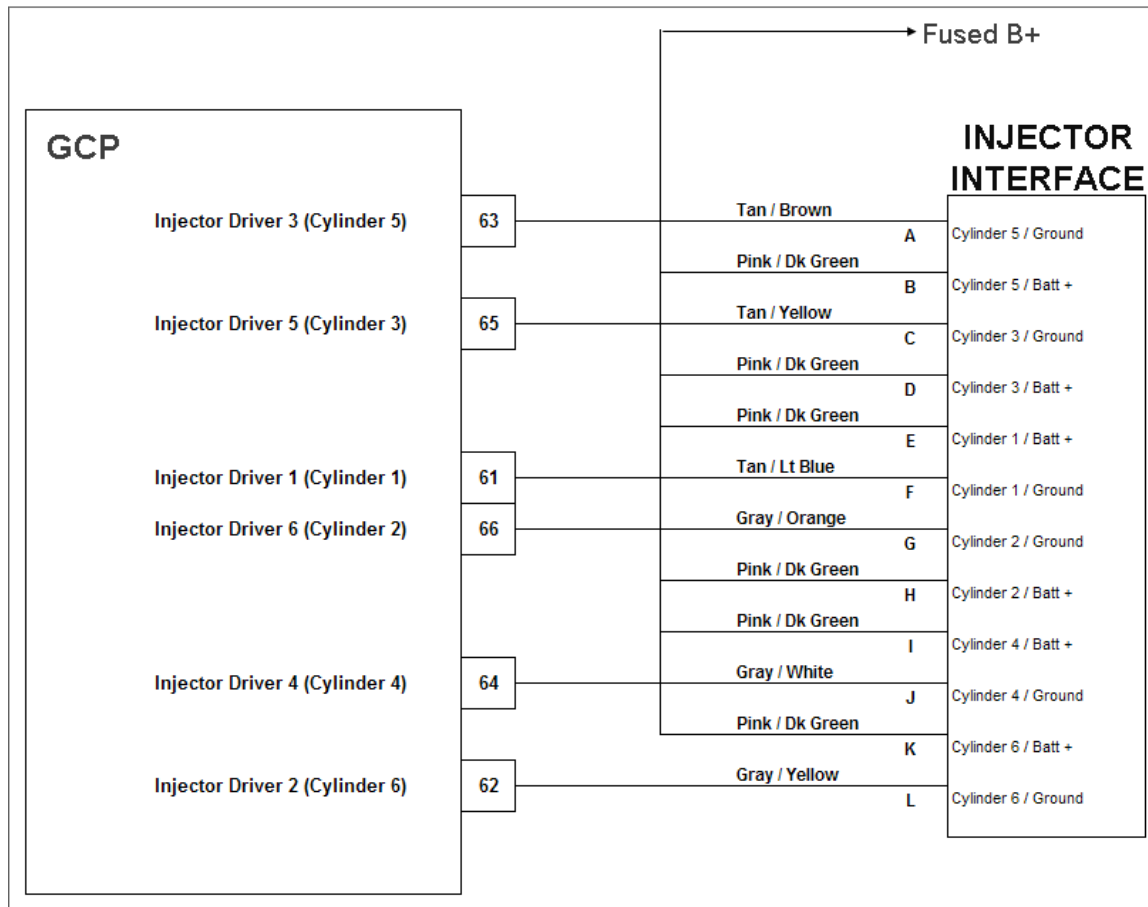 Fused B+
GCP
INJECTOR
INTERFACE
Injector Driver 3 (Cylinder 5) 63 Tan / Brown A Cylinder 5 / Ground
Pink / Dk Green B Cylinder 5 / Batt +
Injector Driver 5 (Cylinder 3) 65 Tan / Yellow C Cylinder 3 / Ground
Pink / Dk Green D Cylinder 3 / Batt +
Pink / Dk Green E Cylinder 1 / Batt +
Injector Driver 1 (Cylinder 1) 61 Tan / Lt Blue F Cylinder 1 / Ground
Injector Driver 6 (Cylinder 2) 66 Gray / Orange G Cylinder 2 / Ground
Pink / Dk Green H Cylinder 2 / Batt +
Pink / Dk Green I Cylinder 4 / Batt +
Injector Driver 4 (Cylinder 4) 64 Gray / White J Cylinder 4 / Ground
Pink / Dk Green K Cylinder 6 / Batt +
Injector Driver 2 (Cylinder 6) 62 Gray / Yellow L Cylinder 6 / Ground